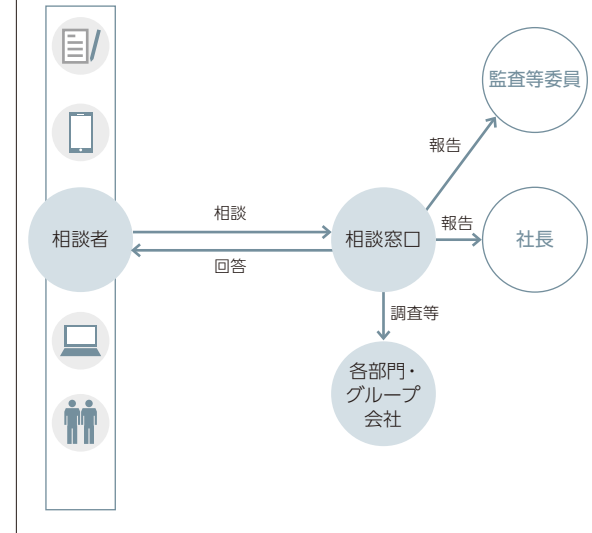 監査等委員
報告
相談
報告
相談者
相談窓口
社長
回答
調査等
各部門・
グループ
会社